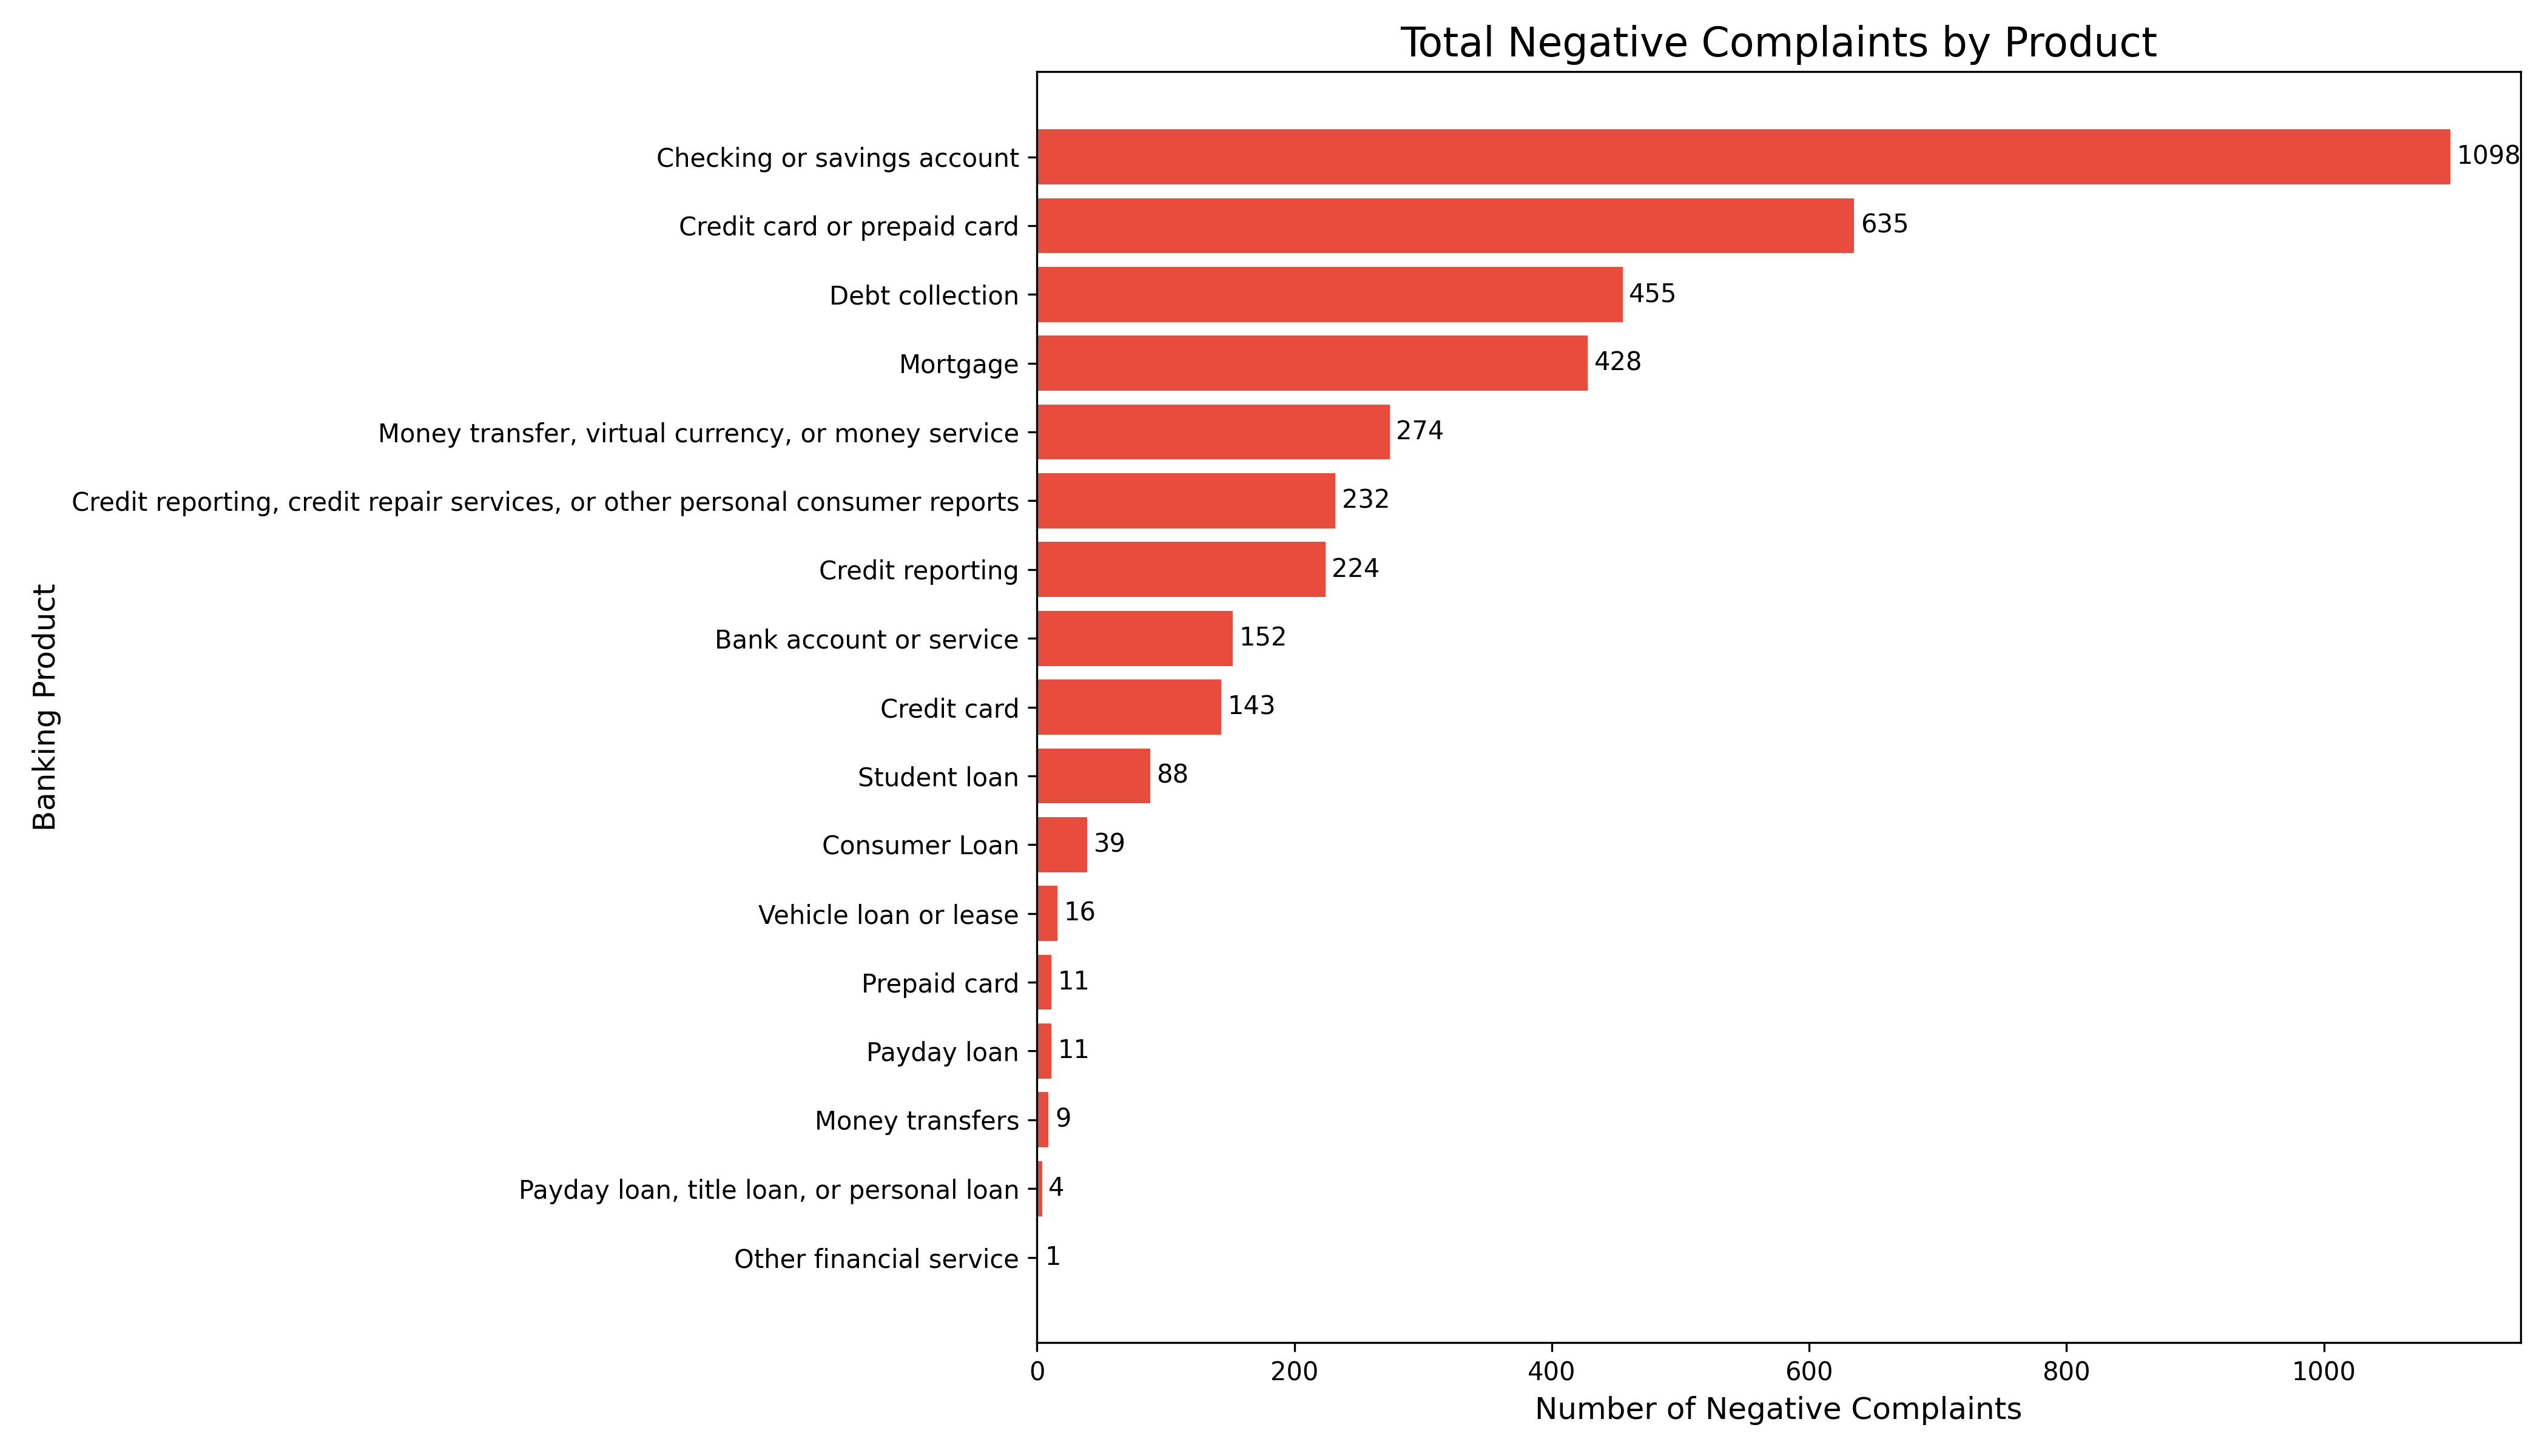 Total Negative Complaints by Product
Banking Product
Checking or savings account 1098
Credit card or prepaid card 635
Debt collection 455
Mortgage 428
Money transfer, virtual currency, or money service 274
Credit reporting, credit repair services, or other personal consumer reports 232
Credit reporting 224
Bank account or service 152
Credit card 143
Student loan 88
Consumer Loan 39
Vehicle loan or lease 16
Prepaid card 11
Payday loan 11
Money transfers 9
Payday loan, title loan, or personal loan 4
Other financial service 1
0 200 400 600 800 1000
Number of Negative Complaints